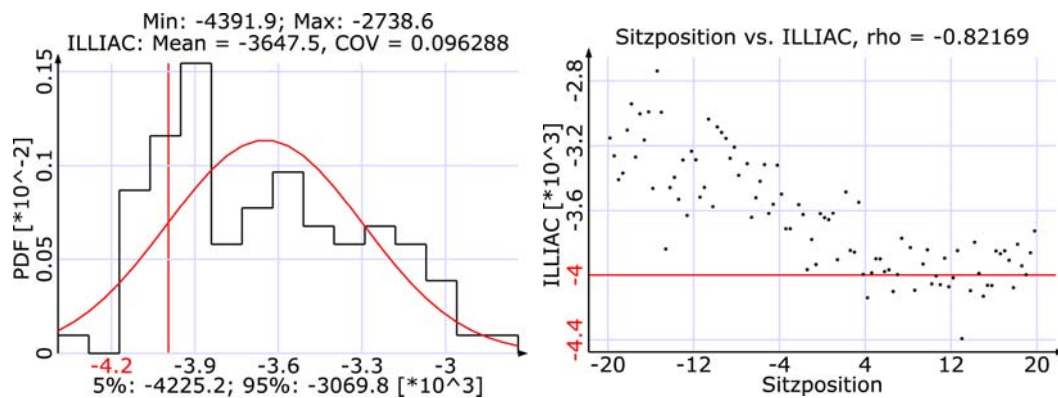 Min: -4391.9; Max: -2738.6
ILLIAC: Mean = -3647.5, COV = 0.096288
PDF [*10^-2]
0.15
0.1
0.05
0
-4.2 -3.9 -3.6 -3.3 -3
5%: -4225.2; 95%: -3069.8 [*10^3]
Sitzposition vs. ILLIAC, rho = -0.82169
ILLIAC [*10^3]
-2.8
-3.2
-3.6
-4
-4.4
-20 -12 -4 4 12 20
Sitzposition